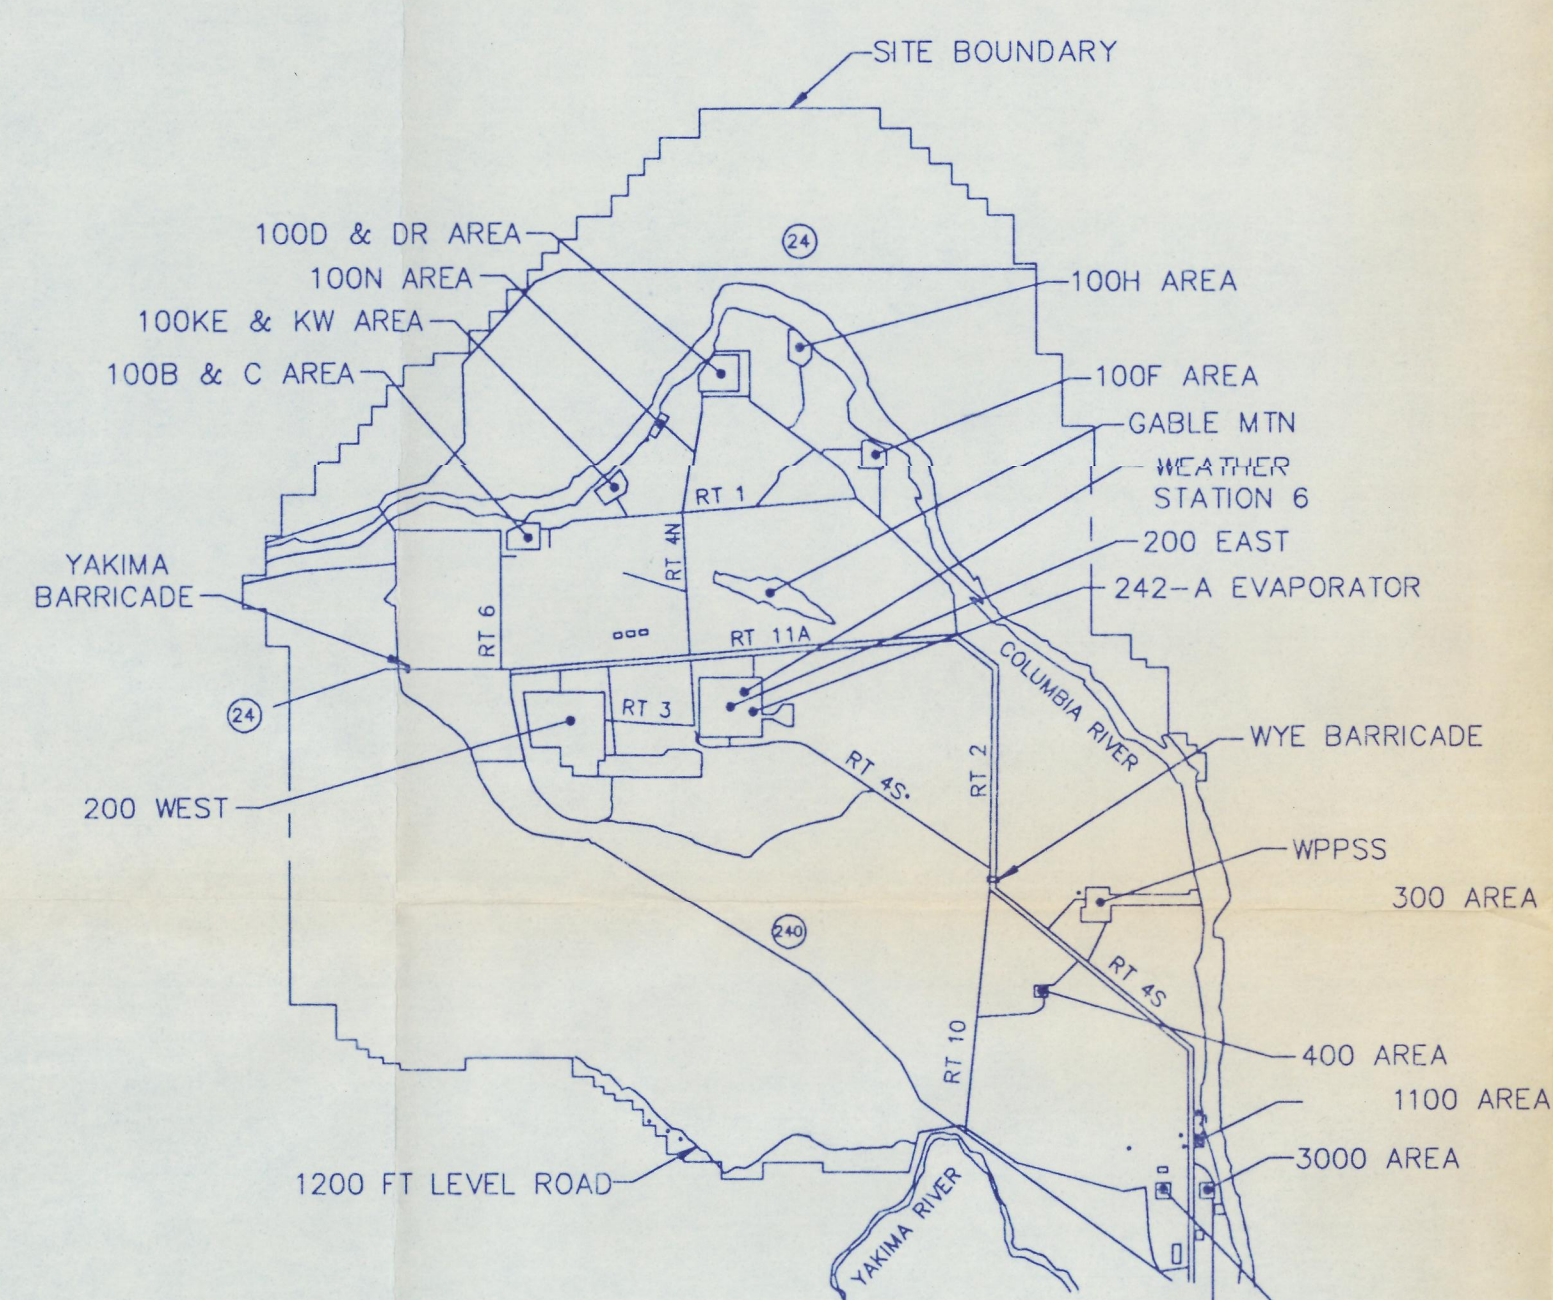 SITE BOUNDARY
100D & DR AREA
24
100N AREA
100H AREA
100KE & KW AREA
100B & C AREA
100F AREA
GABLE MTN
WEATHER
STATION 6
RT 1
RT 4N
200 EAST
YAKIMA
BARRICADE
242-A EVAPORATOR
RT 6
RT 11A
COLUMBIA RIVER
24
RT 3
WYE BARRICADE
RT 2
RT 4S
200 WEST
WPPSS
300 AREA
240
RT 4S
RT 10
400 AREA
1100 AREA
3000 AREA
1200 FT LEVEL ROAD
YAKIMA RIVER